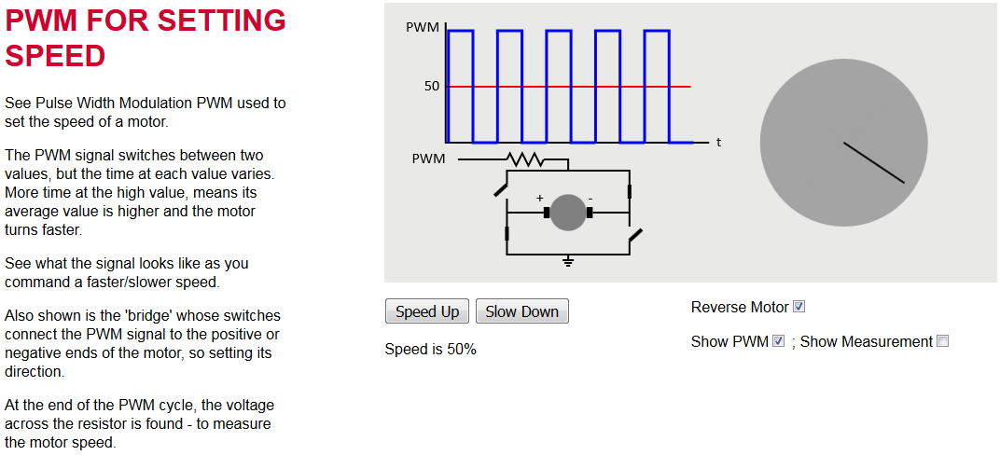 PWM FOR SETTING
SPEED
See Pulse Width Modulation PWM used to
set the speed of a motor.
The PWM signal switches between two
values, but the time at each value varies.
More time at the high value, means its
average value is higher and the motor
turns faster.
See what the signal looks like as you
command a faster/slower speed.
Also shown is the 'bridge' whose switches
connect the PWM signal to the positive or
negative ends of the motor, so setting its
direction.
At the end of the PWM cycle, the voltage
across the resistor is found - to measure
the motor speed.
PWM
50
t
PWM
+ -
Speed Up Slow Down
Speed is 50%
Reverse Motor
Show PWM ; Show Measurement